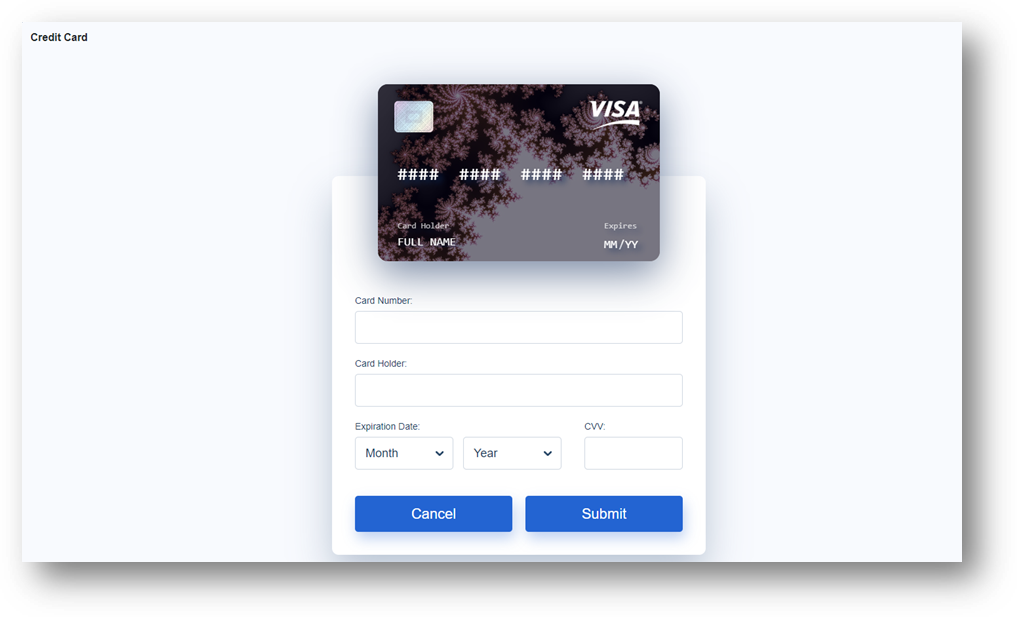 Credit Card
VISA
#### #### #### ####
Card Holder
Expires
FULL NAME
MM/YY
Card Number:
Card Holder:
Expiration Date:
CVV:
Month
Year
Cancel
Submit